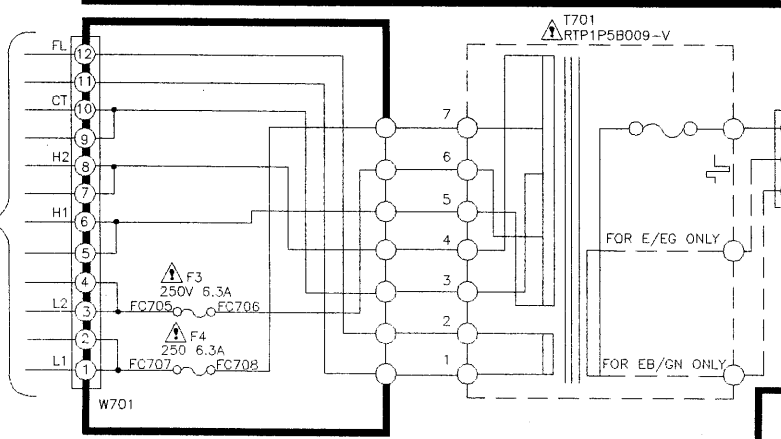 T701
RTP1P5B009-V
FL
12
11
CT
10
9
H2
8
7
H1
6
5
4
L2
3
2
L1
1
W701
F3
250V 6.3A
FC705
FC706
F4
250 6.3A
FC707
FC708
7
6
5
4
3
2
1
FOR E/EG ONLY
FOR EB/GN ONLY